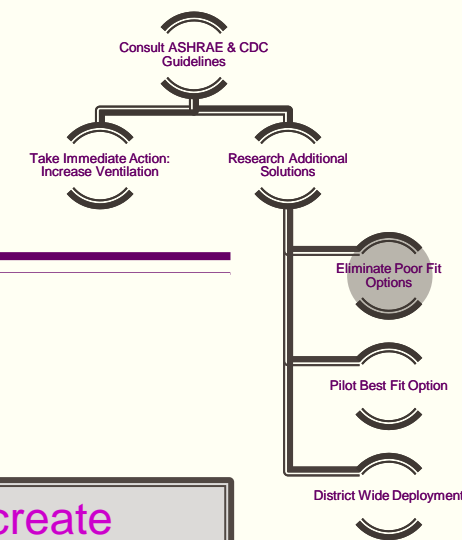 Consult ASHRAE & CDC
Guidelines
Take Immediate Action:
Increase Ventilation
Research Additional
Solutions
Eliminate Poor Fit
Options
Pilot Best Fit Option
District Wide Deployment
create